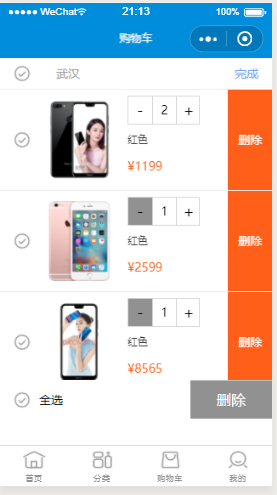 WeChat 21:13 100%
购物车
武汉 完成
- 2 +
红色
¥1199
删除
- 1 +
红色
¥2599
删除
- 1 +
红色
¥8565
删除
全选 删除
首页 分类 购物车 我的